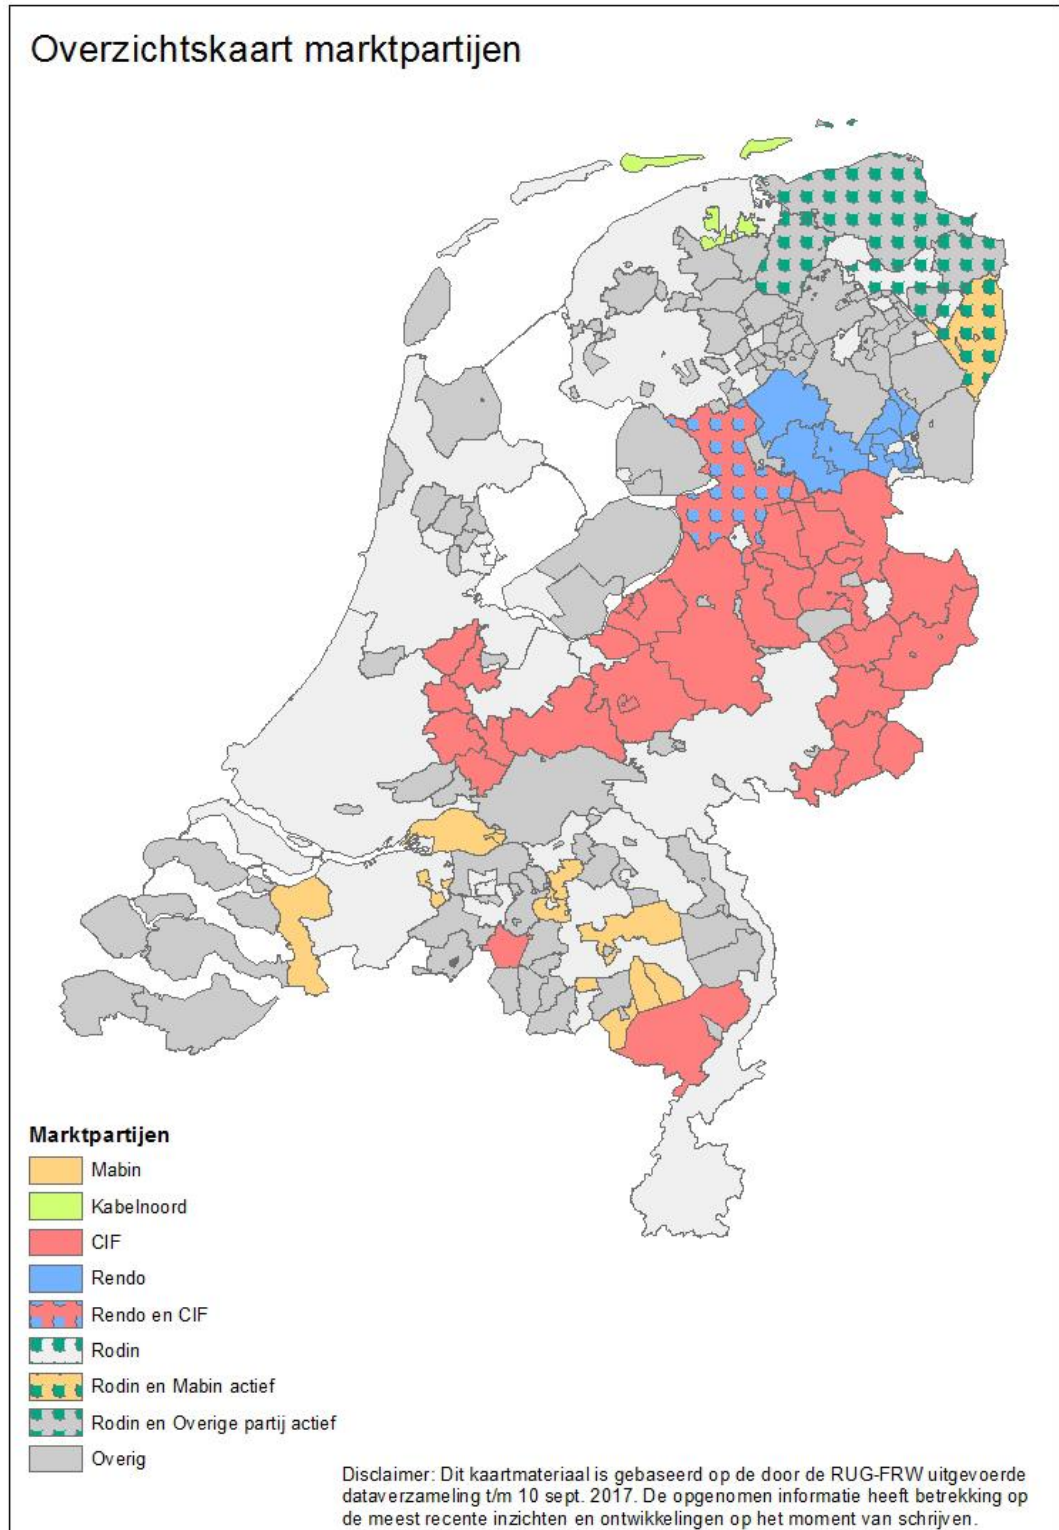 Overzichtskaart marktpartijen
Marktpartijen
Mabin
Kabelnoord
CIF
Rendo
Rendo en CIF
Rodin
Rodin en Mabin actief
Rodin en Overige partij actief
Overig
Disclaimer: Dit kaartmateriaal is gebaseerd op de door de RUG-FRW uitgevoerde
dataverzameling t/m 10 sept. 2017. De opgenomen informatie heeft betrekking op
de meest recente inzichten en ontwikkelingen op het moment van schrijven.